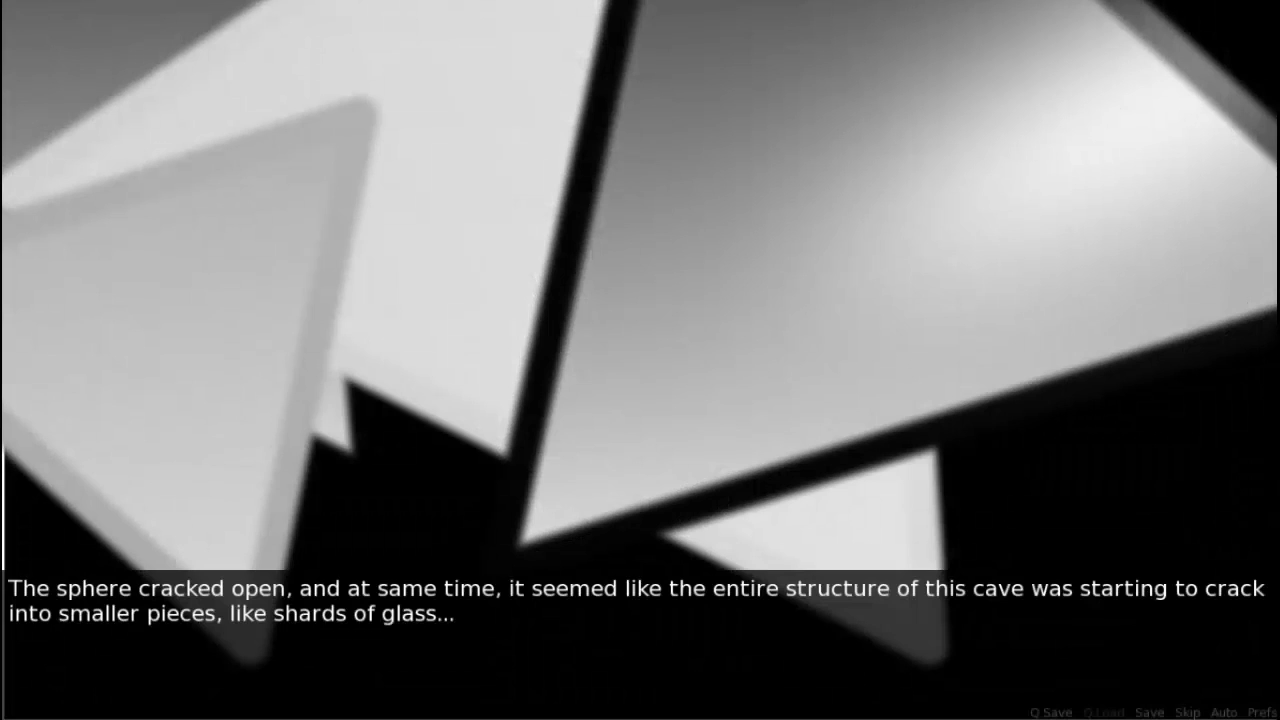 The sphere cracked open, and at same time, it seemed like the entire structure of this cave was starting to crack
into smaller pieces, like shards of glass...
Q.Save Q.Load Save Skip Auto Prefs